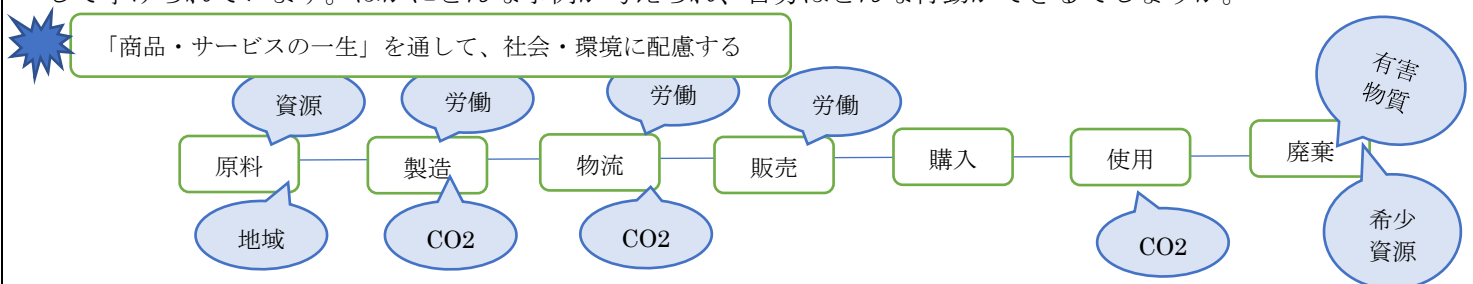 「商品・サービスの一生」を通して、社会・環境に配慮する
資源
労働
労働
労働
有害
物質
原料
製造
物流
販売
購入
使用
廃棄
地域
CO2
CO2
CO2
希少
資源